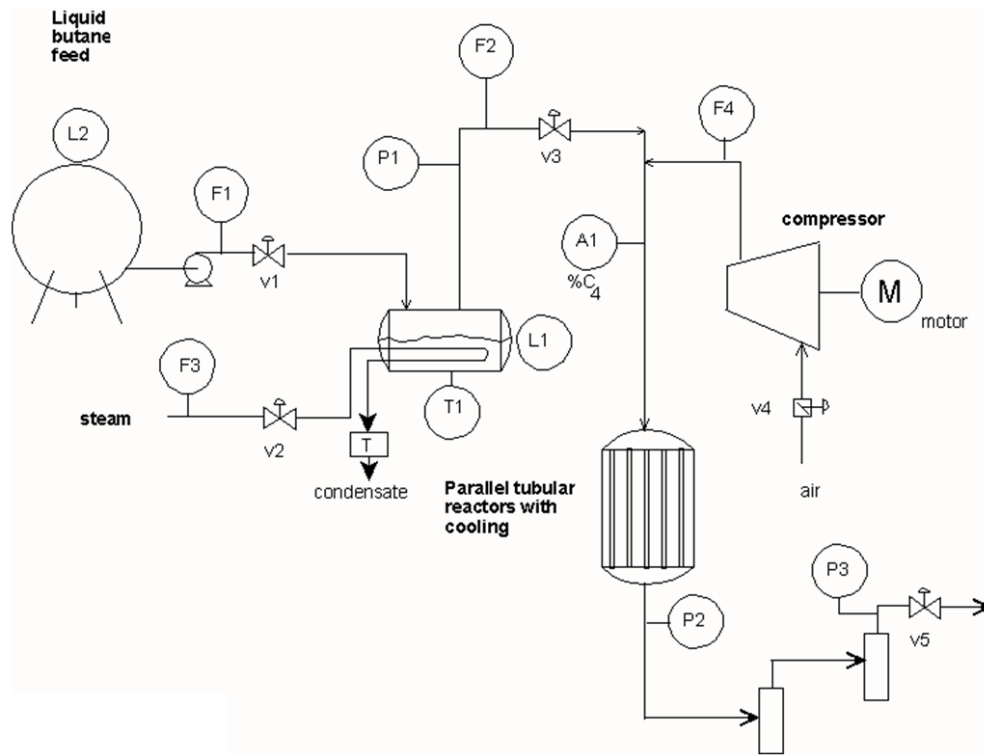 Liquid
butane
feed
F2
L2
F4
P1
v3
F1
compressor
A1
%C4
v1
M
motor
L1
F3
T1
steam
v4
v2
T
condensate
Parallel tubular
reactors with
cooling
air
P3
P2
v5